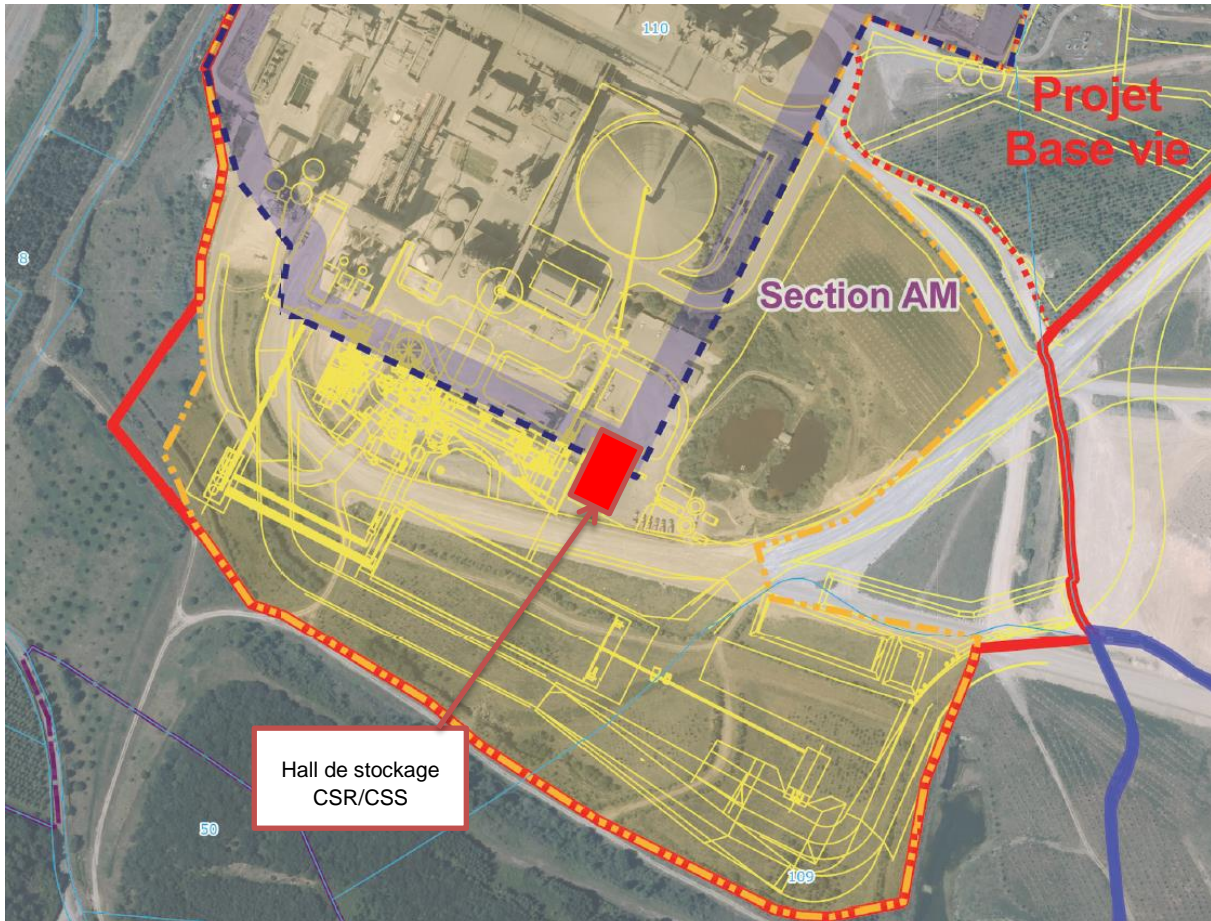 110
Projet
Base vie
8
Section AM
Hall de stockage
CSR/CSS
50
109